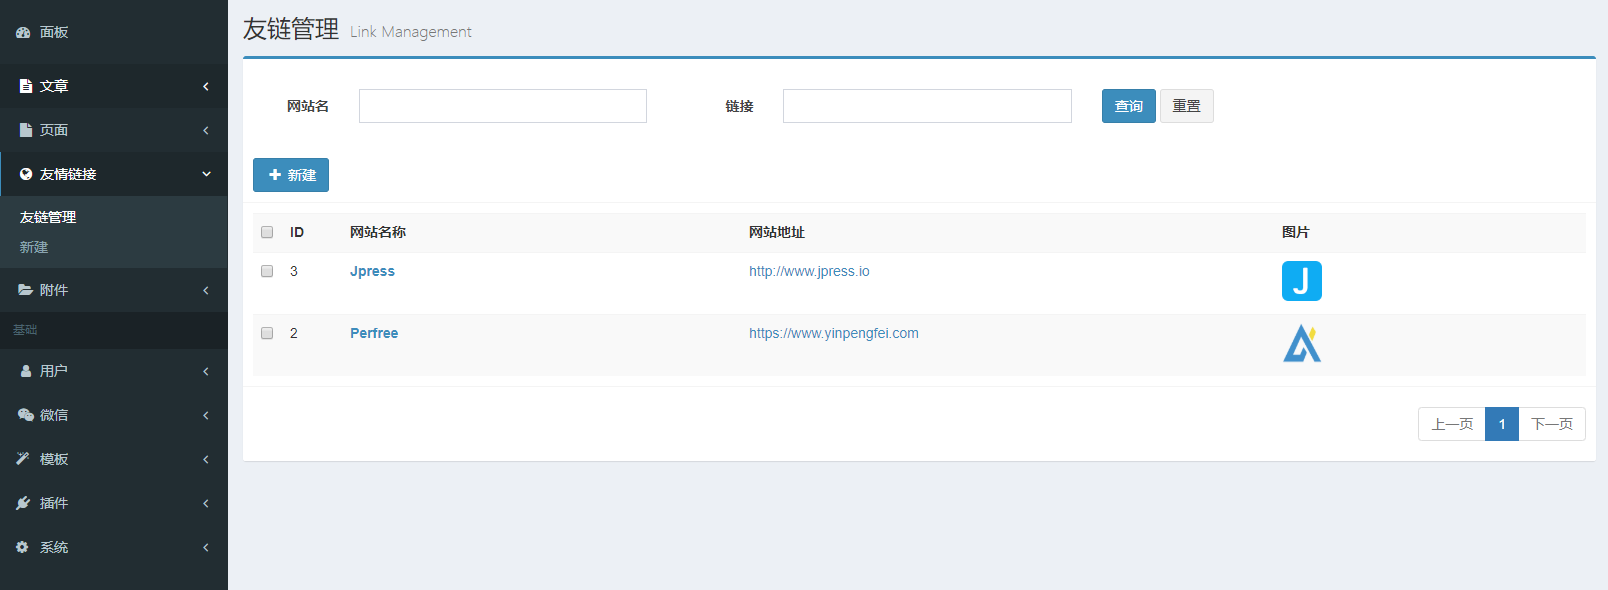 面板
文章
页面
友情链接
友链管理
新建
附件
基础
用户
微信
模板
插件
系统
友链管理 Link Management
网站名 链接 查询 重置
新建
ID 网站名称 网站地址 图片
3 Jpress http://www.jpress.io J
2 Perfree https://www.yinpengfei.com
上一页 1 下一页